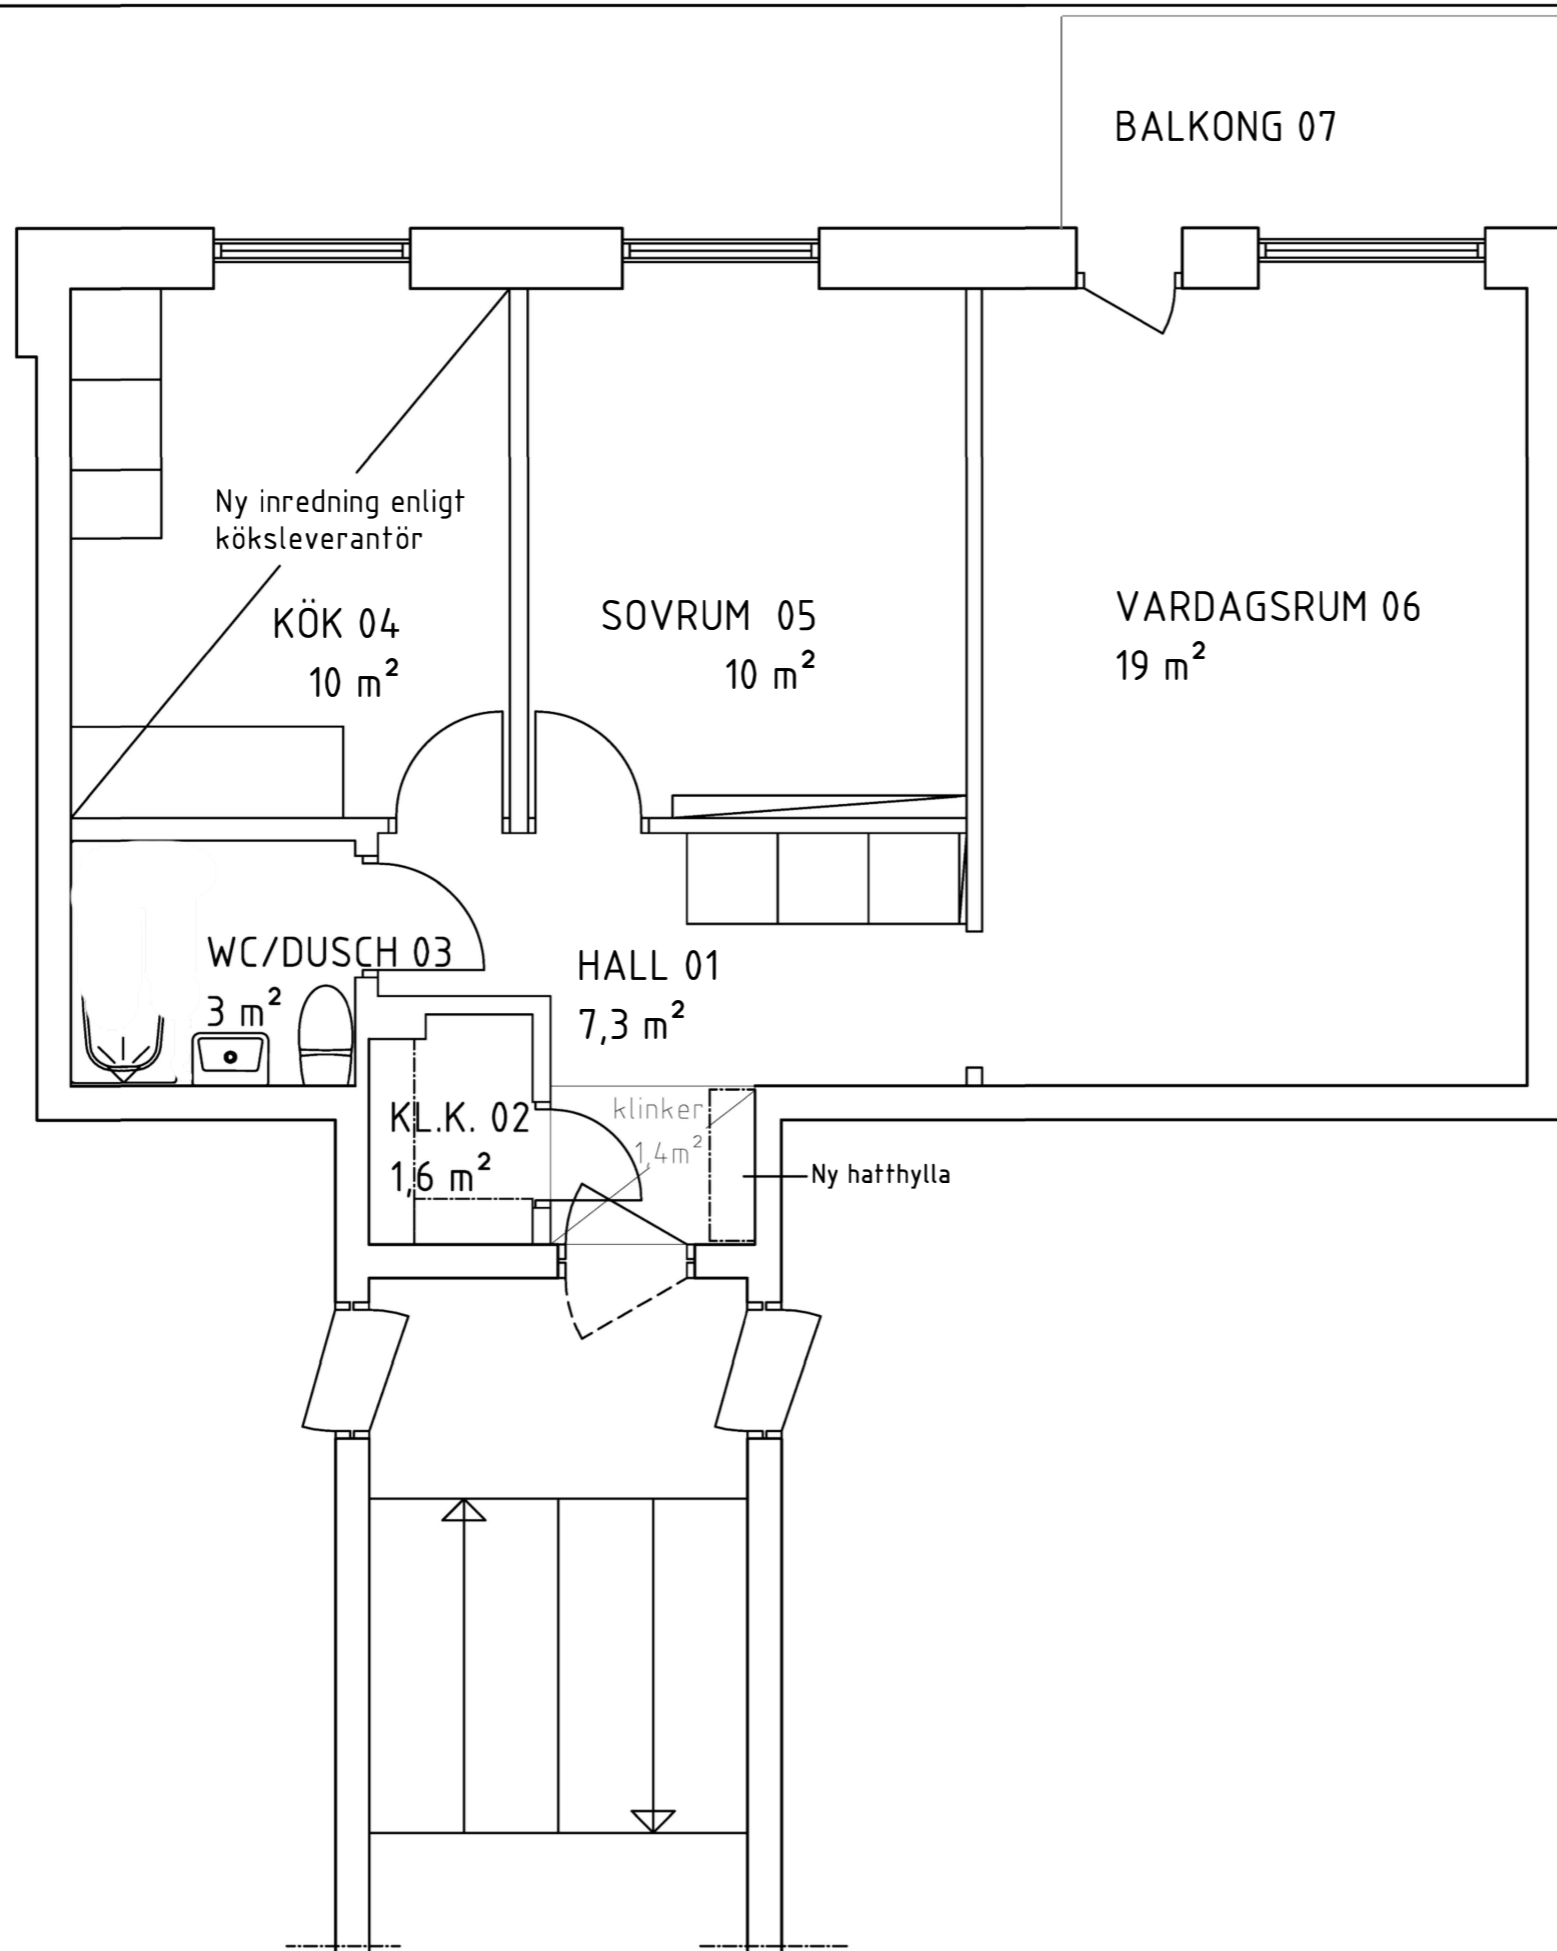 BALKONG 07
Ny inredning enligt
köksleverantör
KÖK 04
10 m²
SOVRUM 05
10 m²
VARDAGSRUM 06
19 m²
WC/DUSCH 03
3 m²
HALL 01
7,3 m²
KL.K. 02
1,6 m²
klinker
1,4m²
Ny hatthylla